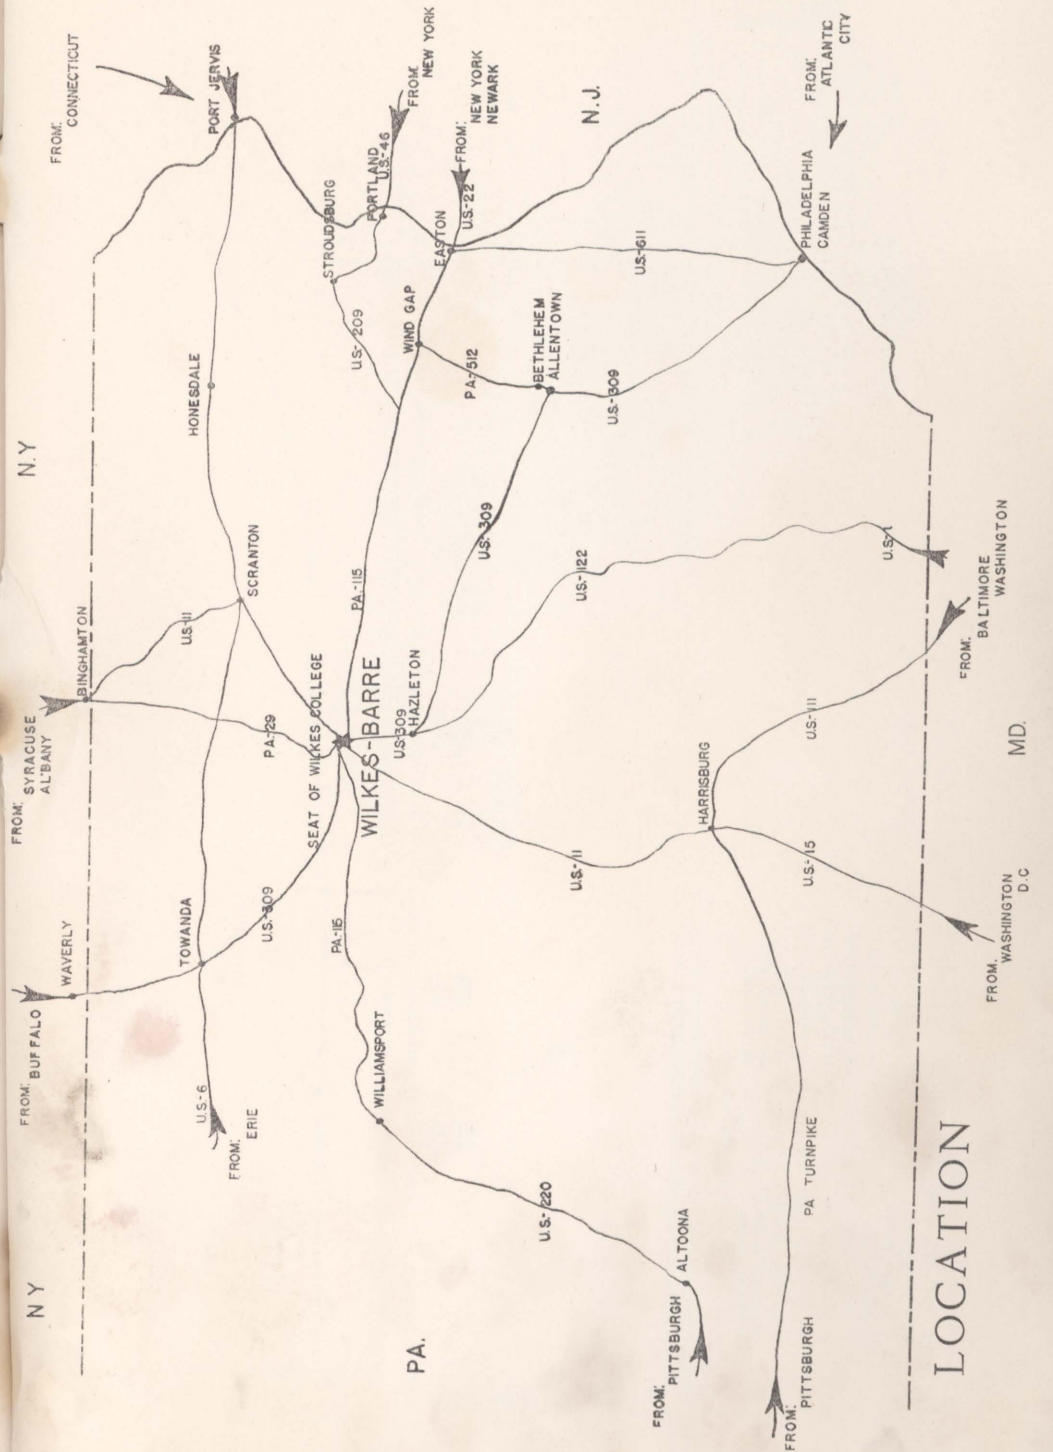 N Y
N.Y
FROM:
BUFFALO
WAVERLY
FROM:
SYRACUSE
AL'BANY
BINGHAMTON
FROM:
CONNECTICUT
U.S.-6
FROM:
ERIE
TOWANDA
U.S.-309
PA.-29
U.S.-11
SCRANTON
HONESDALE
PORT JERVIS
SEAT OF WILKES COLLEGE
WILKES-BARRE
PA.-115
WILLIAMSPORT
PA.-115
U.S.-209
STROUDSBURG
PORTLAND
U.S.-46
FROM:
NEW YORK
WIND GAP
EASTON
U.S.-22
FROM:
NEW YORK
NEWARK
U.S-309
HAZLETON
U.S.-309
PA.-512
BETHLEHEM
ALLENTOWN
U.S.-309
U.S.-611
N.J.
PA.
U.S.-220
ALTOONA
FROM:
PITTSBURGH
U.S.-11
U.S.-122
HARRISBURG
U.S.-111
U.S.-15
U.S.-1
PHILADELPHIA
CAMDEN
FROM:
ATLANTIC
CITY
PA TURNPIKE
FROM:
PITTSBURGH
FROM.
WASHINGTON
D.C
MD.
FROM:
BALTIMORE
WASHINGTON
LOCATION